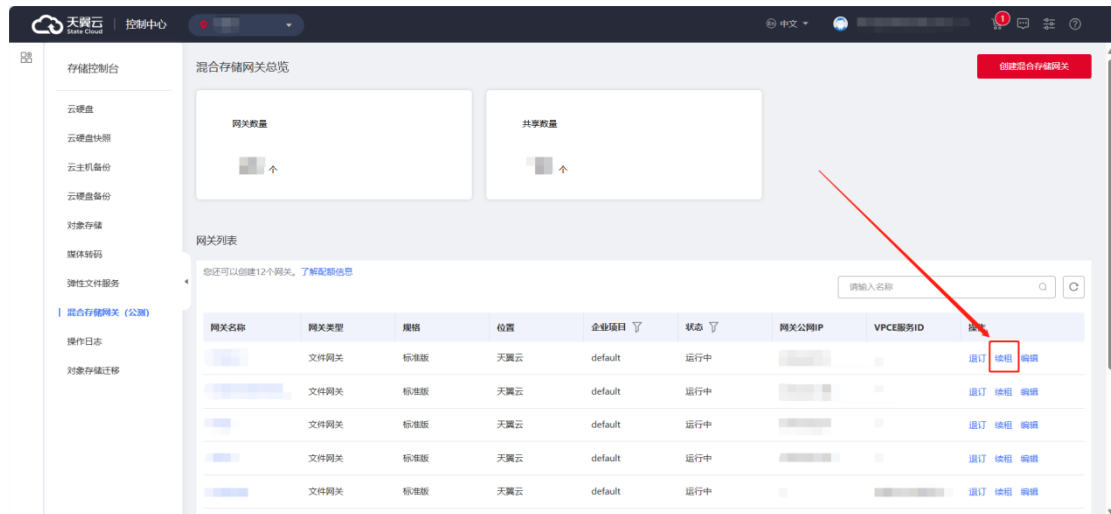 天翼云 State Cloud 控制中心 中文 1
存储控制台
云硬盘
云硬盘快照
云主机备份
云硬盘备份
对象存储
媒体转码
弹性文件服务
混合存储网关（公测）
操作日志
对象存储迁移
混合存储网关总览 创建混合存储网关
网关数量 共享数量
个 个
网关列表
您还可以创建12个网关。了解配额信息
请输入名称
网关名称 网关类型 规格 位置 企业项目 状态 网关公网IP VPCE服务ID 操作
文件网关 标准版 天翼云 default 运行中 退订 续租 编辑
文件网关 标准版 天翼云 default 运行中 退订 续租 编辑
文件网关 标准版 天翼云 default 运行中 退订 续租 编辑
文件网关 标准版 天翼云 default 运行中 退订 续租 编辑
文件网关 标准版 天翼云 default 运行中 退订 续租 编辑